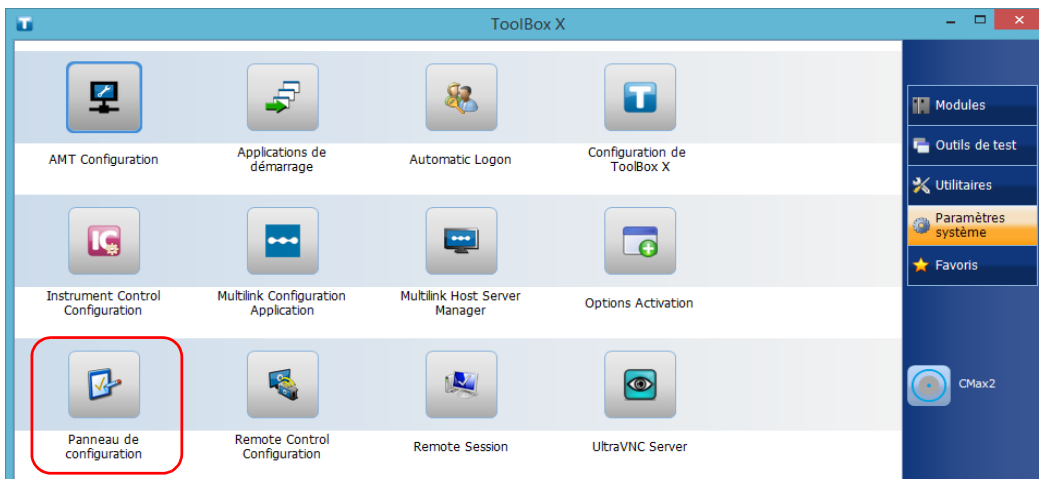 ToolBox X
AMT Configuration
Applications de
démarrage
Automatic Logon
Configuration de
ToolBox X
Instrument Control
Configuration
Multilink Configuration
Application
Multilink Host Server
Manager
Options Activation
Panneau de
configuration
Remote Control
Configuration
Remote Session
UltraVNC Server
Modules
Outils de test
Utilitaires
Paramètres
système
Favoris
CMax2